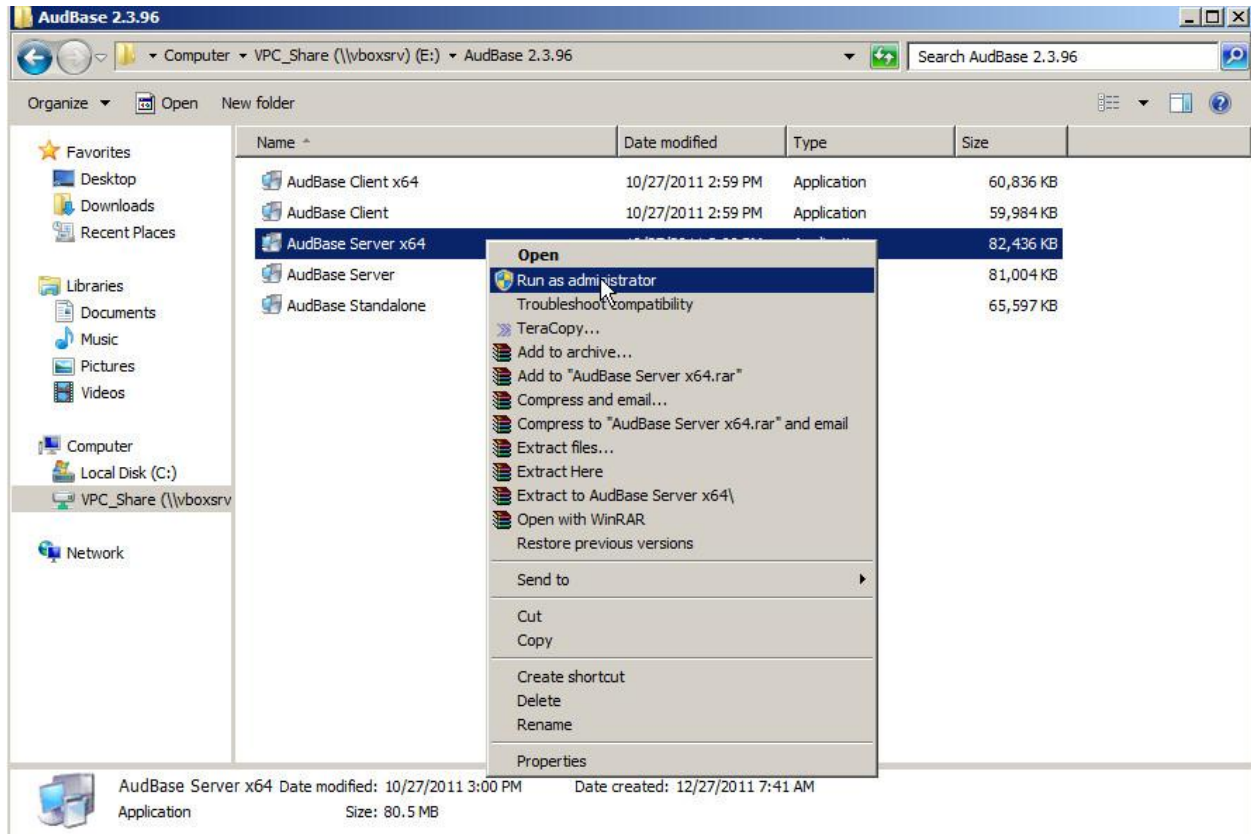 AudBase 2.3.96
Computer VPC_Share (\\vboxsrv) (E:) AudBase 2.3.96
Search AudBase 2.3.96
Organize Open New folder
Favorites
Desktop
Downloads
Recent Places
Libraries
Documents
Music
Pictures
Videos
Computer
Local Disk (C:)
VPC_Share (\\vboxsrv
Network
Name Date modified Type Size
AudBase Client x64 10/27/2011 2:59 PM Application 60,836 KB
AudBase Client 10/27/2011 2:59 PM Application 59,984 KB
AudBase Server x64 82,436 KB
AudBase Server 81,004 KB
AudBase Standalone 65,597 KB
Open
Run as administrator
Troubleshoot compatibility
TeraCopy...
Add to archive...
Add to "AudBase Server x64.rar"
Compress and email...
Compress to "AudBase Server x64.rar" and email
Extract files...
Extract Here
Extract to AudBase Server x64\
Open with WinRAR
Restore previous versions
Send to
Cut
Copy
Create shortcut
Delete
Rename
Properties
AudBase Server x64 Date modified: 10/27/2011 3:00 PM Date created: 12/27/2011 7:41 AM
Application Size: 80.5 MB